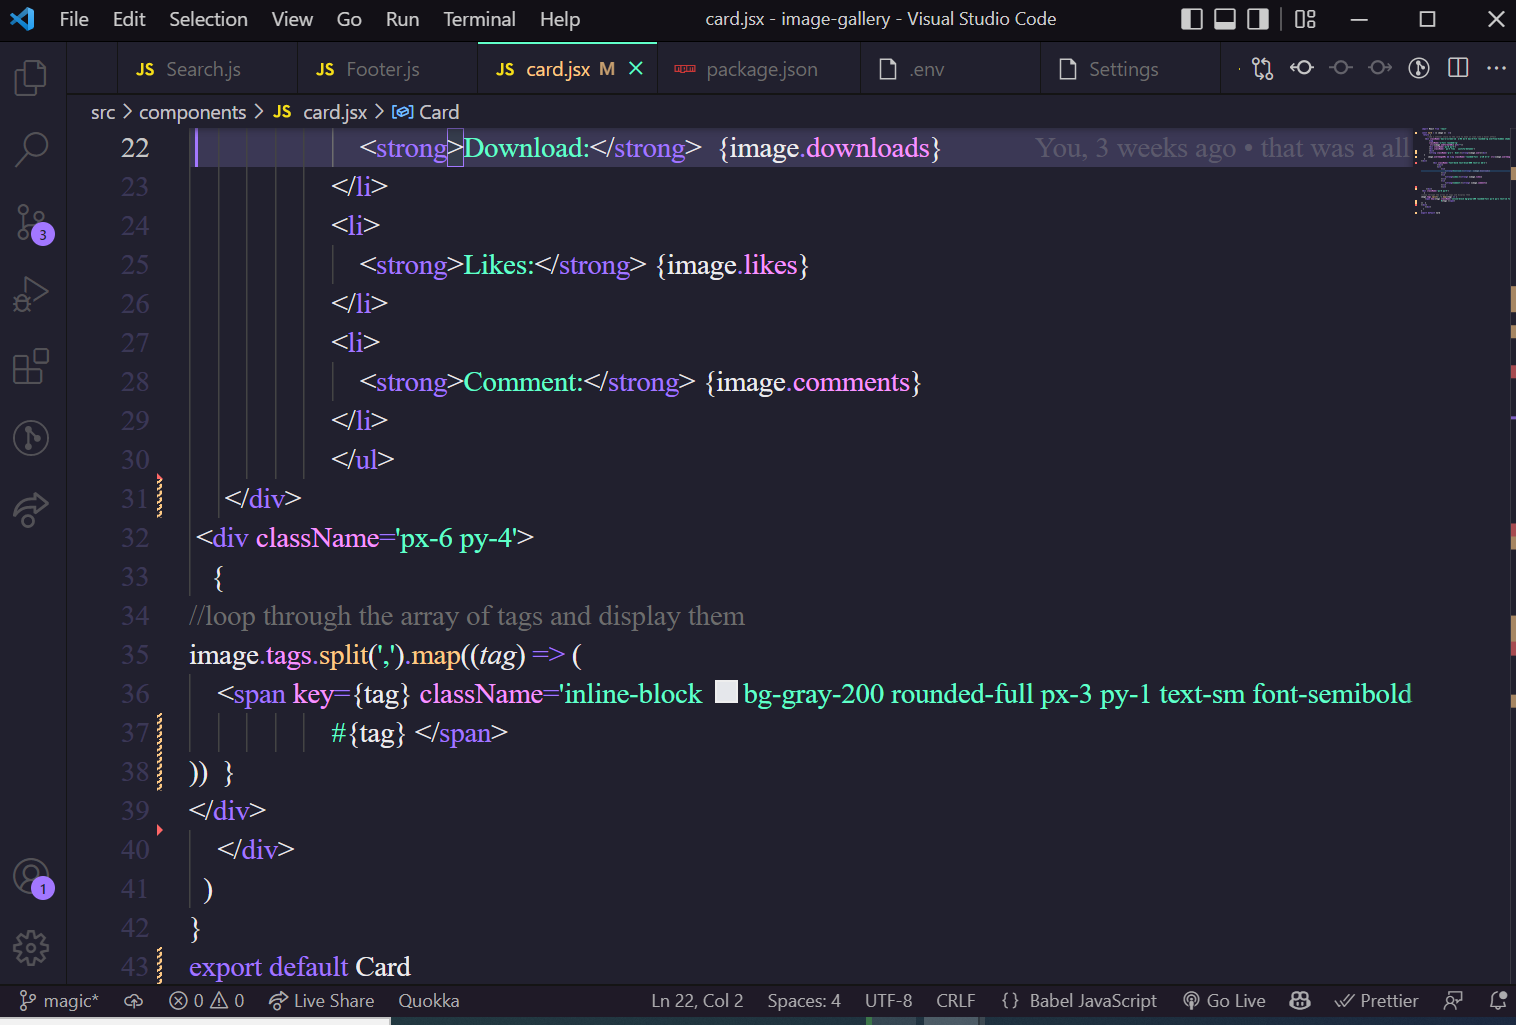 File Edit Selection View Go Run Terminal Help card.jsx - image-gallery - Visual Studio Code
JS Search.js JS Footer.js JS card.jsx M package.json .env Settings
src > components > JS card.jsx > Card
22 <strong>Download:</strong> {image.downloads} You, 3 weeks ago • that was a all
23 </li>
24 <li>
25 <strong>Likes:</strong> {image.likes}
26 </li>
27 <li>
28 <strong>Comment:</strong> {image.comments}
29 </li>
30 </ul>
31 </div>
32 <div className='px-6 py-4'>
33 {
34 //loop through the array of tags and display them
35 image.tags.split(',').map((tag) => (
36 <span key={tag} className='inline-block bg-gray-200 rounded-full px-3 py-1 text-sm font-semibold
37 #{tag} </span>
38 )) }
39 </div>
40 </div>
41 )
42 }
43 export default Card
3
1
magic* 0 0 Live Share Quokka Ln 22, Col 2 Spaces: 4 UTF-8 CRLF {} Babel JavaScript Go Live Prettier